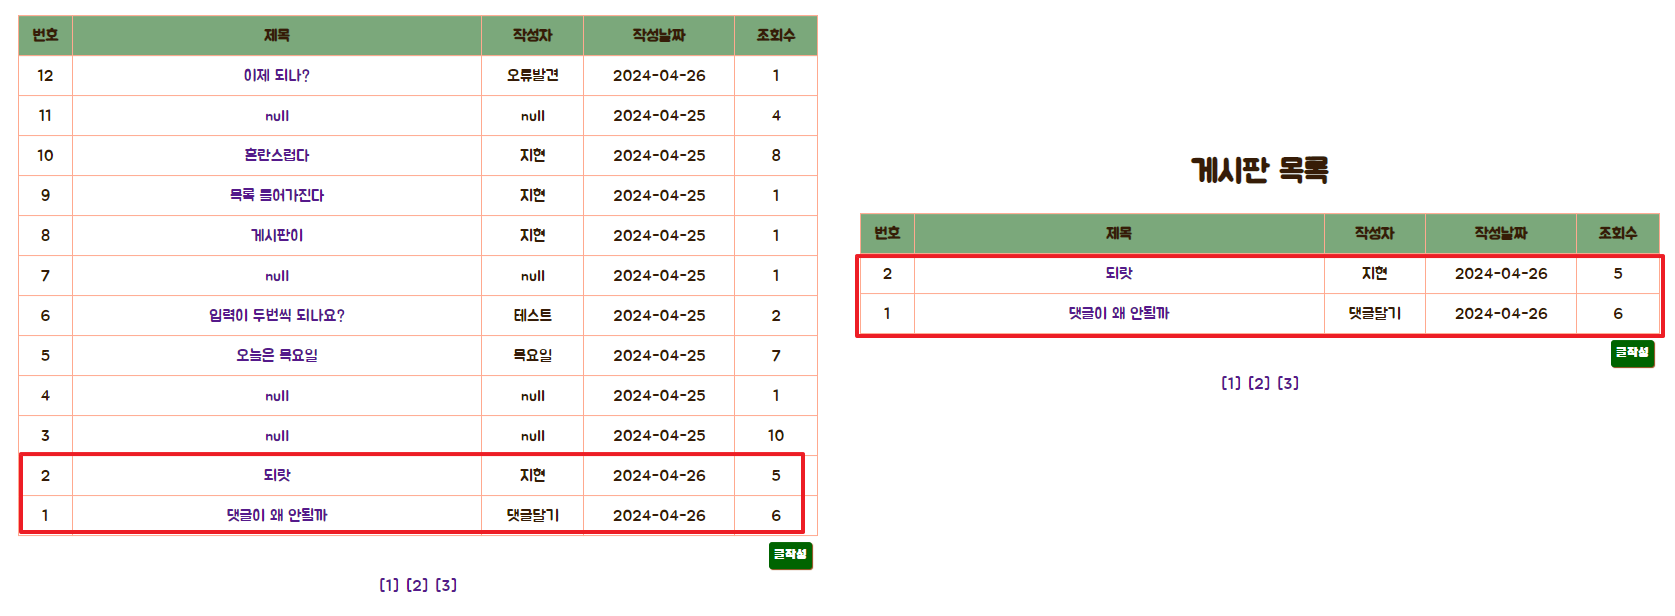 번호 제목 작성자 작성날짜 조회수
12 이제 되나? 오류발견 2024-04-26 1
11 null null 2024-04-25 4
10 혼란스럽다 지현 2024-04-25 8
9 목록 들어가진다 지현 2024-04-25 1
8 게시판이 지현 2024-04-25 1
7 null null 2024-04-25 1
6 입력이 두번씩 되나요? 테스트 2024-04-25 2
5 오늘은 목요일 목요일 2024-04-25 7
4 null null 2024-04-25 1
3 null null 2024-04-25 10
2 되랏 지현 2024-04-26 5
1 댓글이 왜 안될까 댓글달기 2024-04-26 6
글작성
[1] [2] [3]
게시판 목록
번호 제목 작성자 작성날짜 조회수
2 되랏 지현 2024-04-26 5
1 댓글이 왜 안될까 댓글달기 2024-04-26 6
글작성
[1] [2] [3]